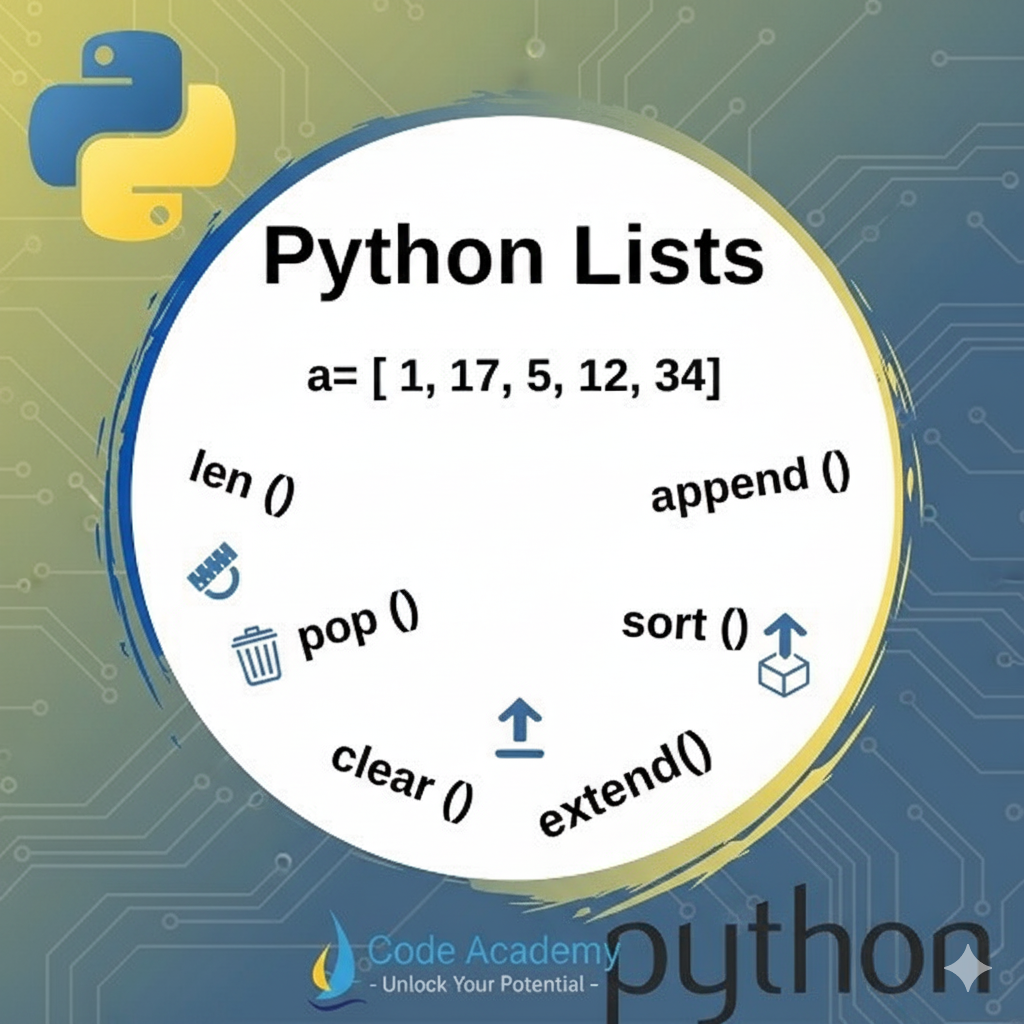 Python Lists
a= [ 1, 17, 5, 12, 34]
len ()
append ()
pop ()
sort ()
clear ()
extend()
Code Academy
- Unlock Your Potential -
python